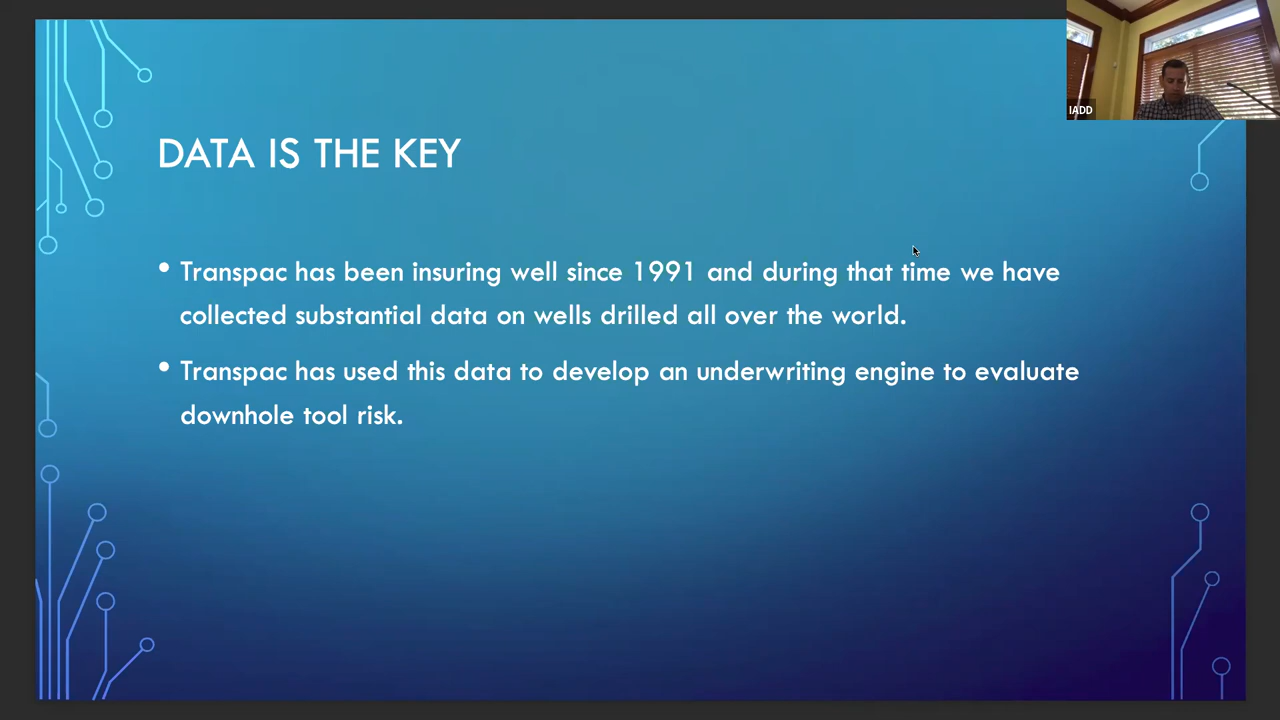 IADD
DATA IS THE KEY
• Transpac has been insuring well since 1991 and during that time we have
collected substantial data on wells drilled all over the world.
• Transpac has used this data to develop an underwriting engine to evaluate
downhole tool risk.